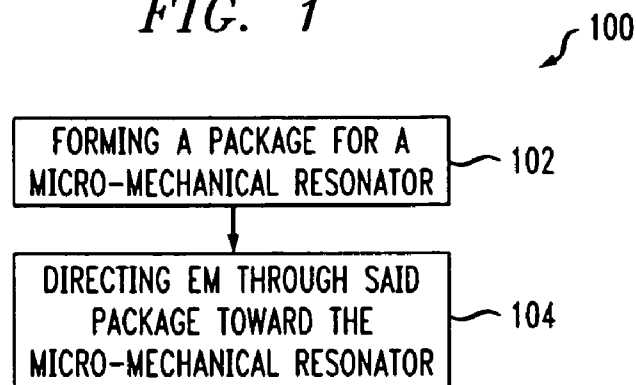 FIG. 1
100
FORMING A PACKAGE FOR A
MICRO-MECHANICAL RESONATOR
102
DIRECTING EM THROUGH SAID
PACKAGE TOWARD THE
MICRO-MECHANICAL RESONATOR
104